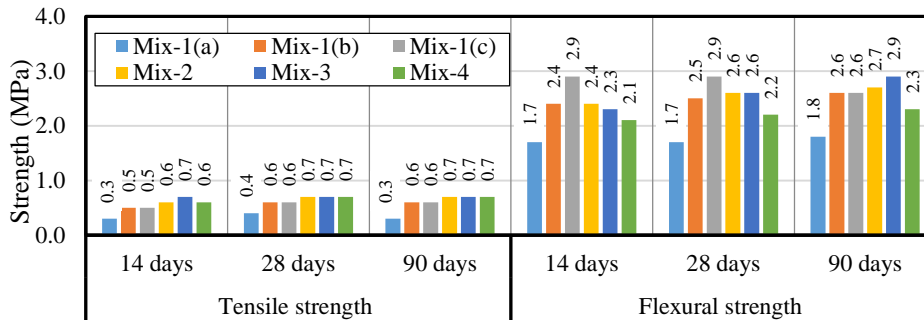 4.0
3.0
2.0
1.0
0.0
Strength (MPa)
Mix-1(a) Mix-1(b) Mix-1(c)
Mix-2 Mix-3 Mix-4
0.3 0.5 0.5 0.6 0.7 0.6
0.4 0.6 0.6 0.7 0.7 0.7
0.3 0.6 0.6 0.7 0.7 0.7
1.7 2.4 2.9 2.4 2.3 2.1
1.7 2.5 2.9 2.6 2.6 2.2
1.8 2.6 2.6 2.7 2.9 2.3
14 days 28 days 90 days 14 days 28 days 90 days
Tensile strength Flexural strength